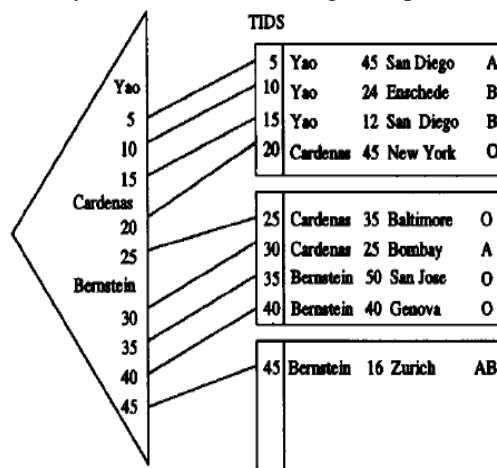 TIDS
Yao
5
10
15
Cardenas
20
25
Bernstein
30
35
40
45
5 Yao 45 San Diego A
10 Yao 24 Enschede B
15 Yao 12 San Diego B
20 Cardenas 45 New York O
25 Cardenas 35 Baltimore O
30 Cardenas 25 Bombay A
35 Bernstein 50 San Jose O
40 Bernstein 40 Genova O
45 Bernstein 16 Zurich AB